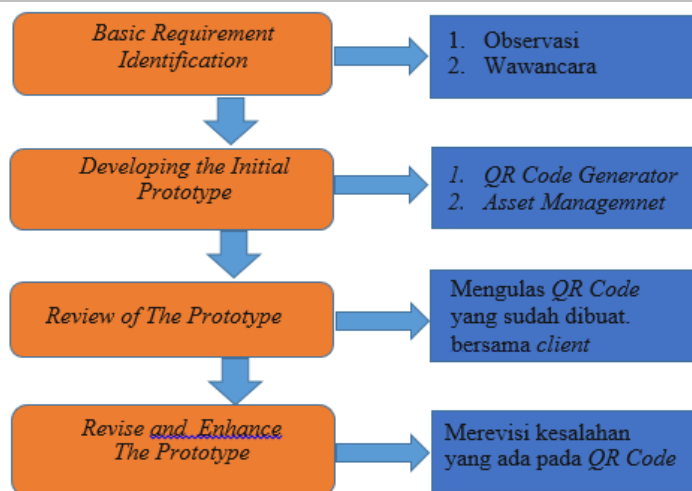 Basic Requirement
Identification
1. Observasi
2. Wawancara
Developing the Initial
Prototype
1. QR Code Generator
2. Asset Managemnet
Review of The Prototype
Mengulas QR Code
yang sudah dibuat.
bersama client
Revise and Enhance
The Prototype
Merevisi kesalahan
yang ada pada QR Code